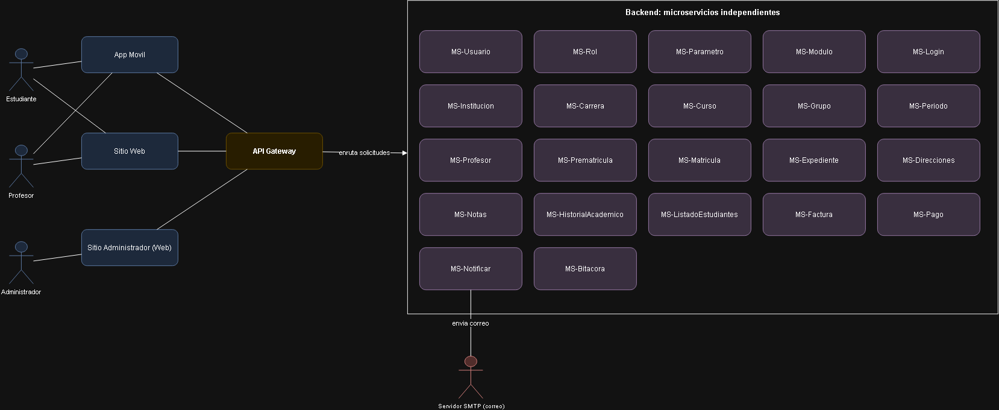 Backend: microservicios independientes
App Movil
MS-Usuario
MS-Rol
MS-Parametro
MS-Modulo
MS-Login
Estudiante
MS-Institucion
MS-Carrera
MS-Curso
MS-Grupo
MS-Periodo
Sitio Web
API Gateway
enruta solicitudes
MS-Profesor
MS-Prematricula
MS-Matricula
MS-Expediente
MS-Direcciones
Profesor
MS-Notas
MS-HistorialAcademico
MS-ListadoEstudiantes
MS-Factura
MS-Pago
Sitio Administrador (Web)
MS-Notificar
MS-Bitacora
Administrador
envia correo
Servidor SMTP (correo)